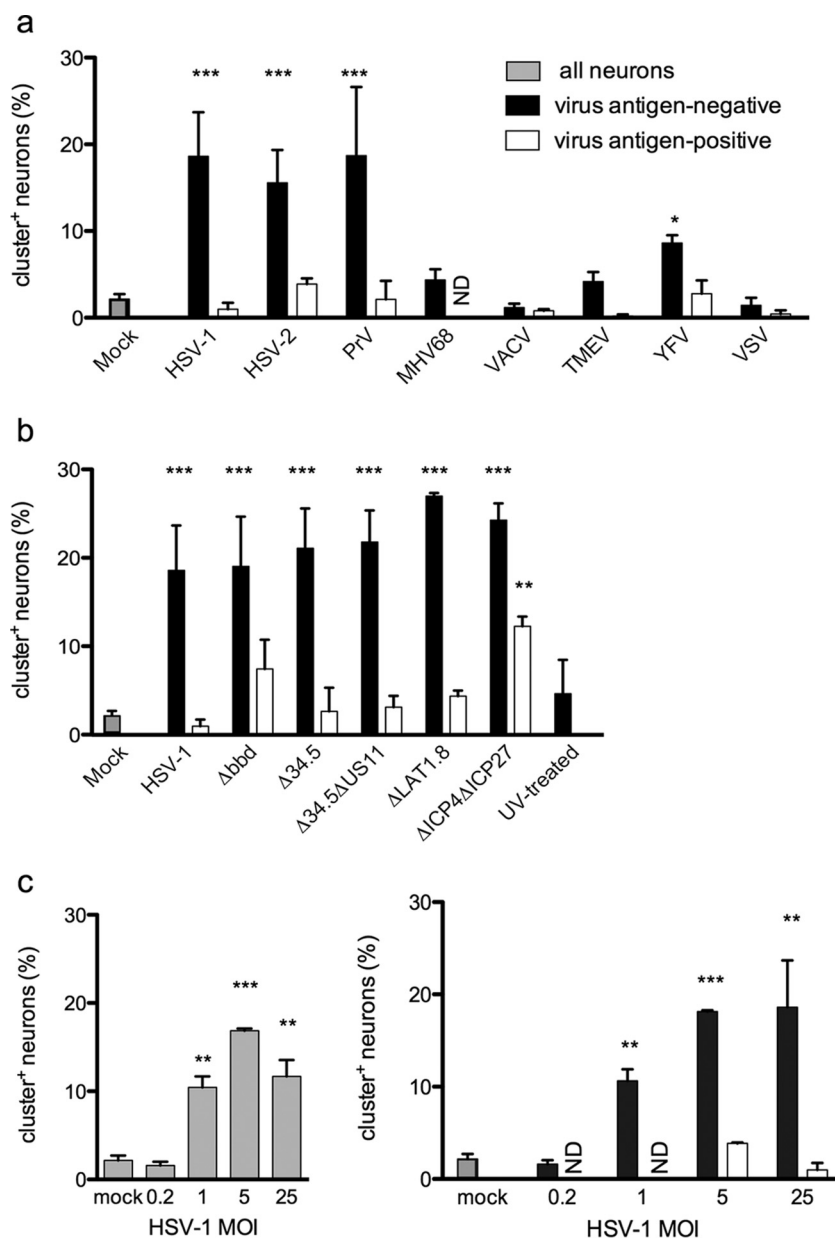 a
cluster+ neurons (%)
30
20
10
0
*** *** *** *
all neurons
virus antigen-negative
virus antigen-positive
ND
Mock HSV-1 HSV-2 PrV MHV68 VACV TMEV YFV VSV
b
cluster+ neurons (%)
30
20
10
0
*** *** *** *** *** ***
**
Mock HSV-1 Δbbd Δ34.5 Δ34.5ΔUS11 ΔLAT1.8 ΔICP4ΔICP27 UV-treated
c
cluster+ neurons (%)
30
20
10
0
** *** **
mock 0.2 1 5 25
HSV-1 MOI
cluster+ neurons (%)
30
20
10
0
** *** **
ND ND
mock 0.2 1 5 25
HSV-1 MOI